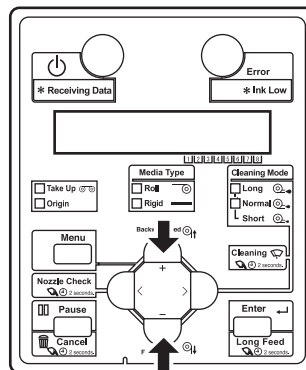 Error
* Receiving Data
* Ink Low
1 2 3 4 5 6 7 8
Media Type
Cleaning Mode
Take Up
Origin
Roll
Rigid
Long
Normal
Short
Menu
+
Cleaning
2 seconds.
Nozzle Check
2 seconds.
< >
Pause
Enter
−
Cancel
2 seconds.
F
Long Feed
2 seconds.